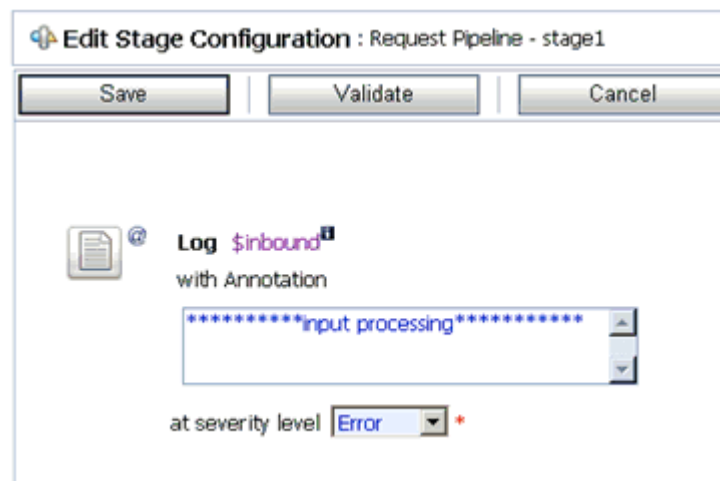 Edit Stage Configuration : Request Pipeline - stage1
Save Validate Cancel
@ Log $inbound i
with Annotation
**********input processing***********
at severity level Error *